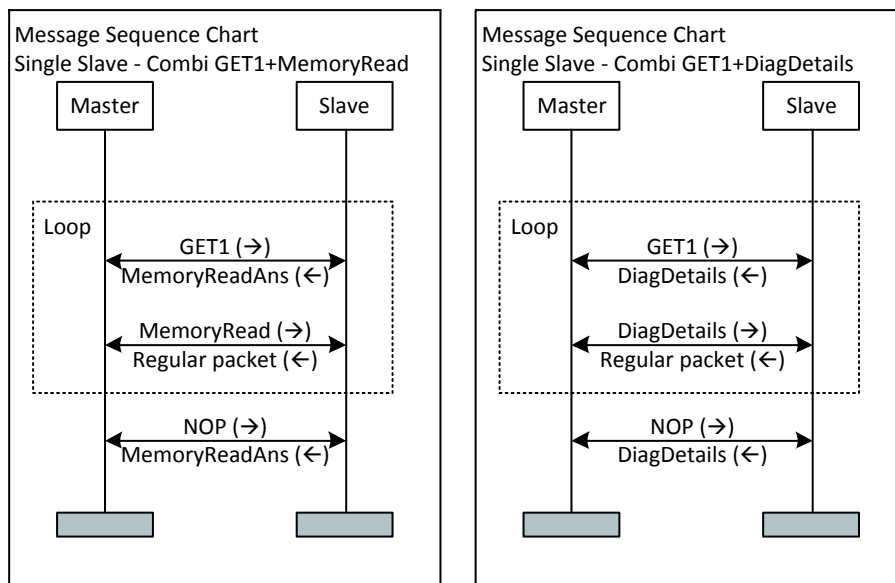 Message Sequence Chart
Single Slave - Combi GET1+MemoryRead
Master
Slave
Loop
GET1 (→)
MemoryReadAns (←)
MemoryRead (→)
Regular packet (←)
NOP (→)
MemoryReadAns (←)
Message Sequence Chart
Single Slave - Combi GET1+DiagDetails
Master
Slave
Loop
GET1 (→)
DiagDetails (←)
DiagDetails (→)
Regular packet (←)
NOP (→)
DiagDetails (←)